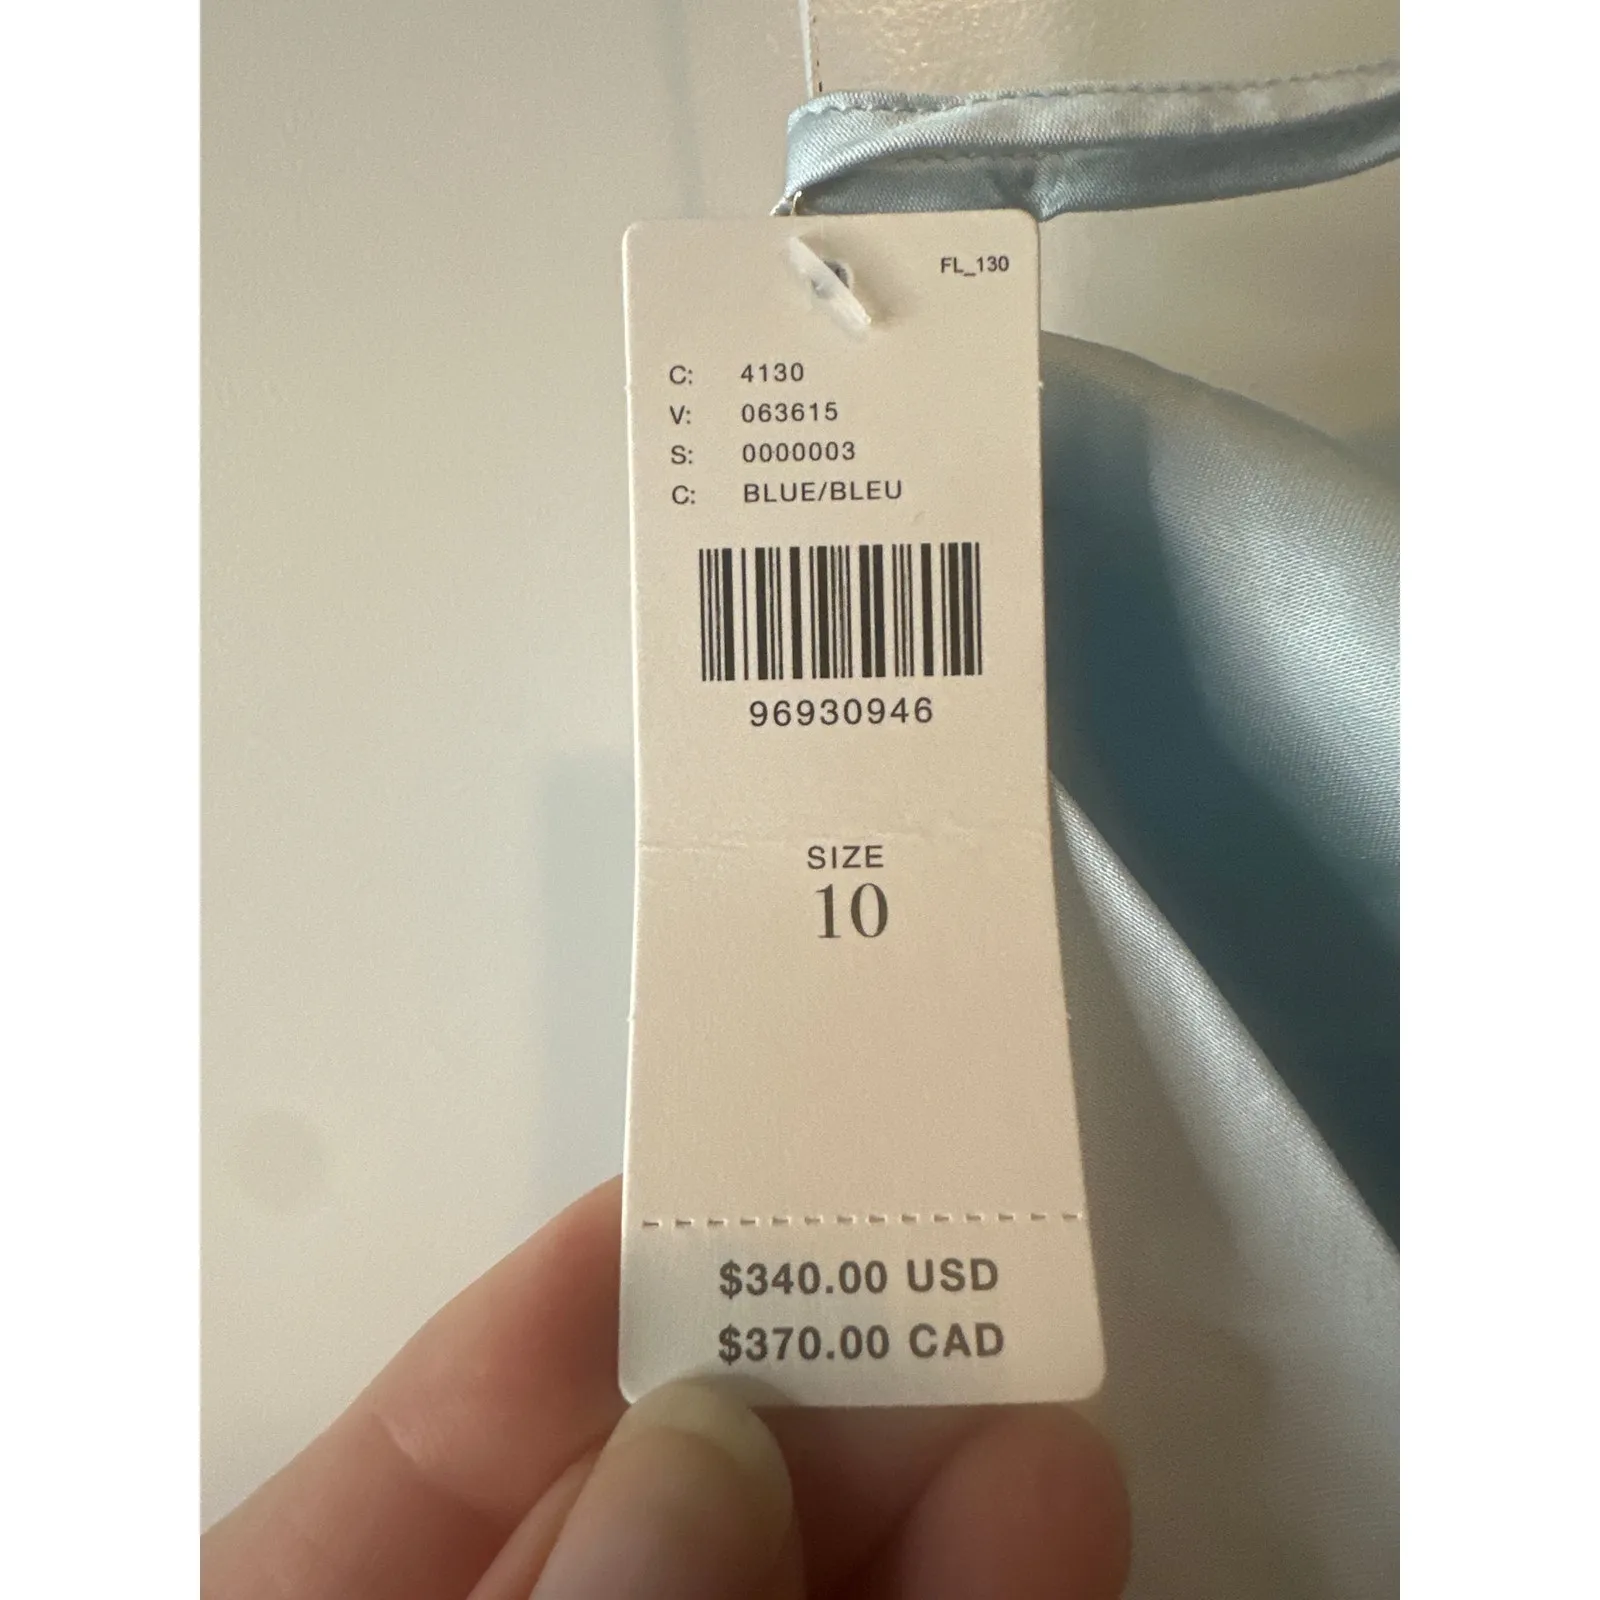 FL_130
C: 4130
V: 063615
S: 0000003
C: BLUE/BLEU
96930946
SIZE
10
$340.00 USD
$370.00 CAD